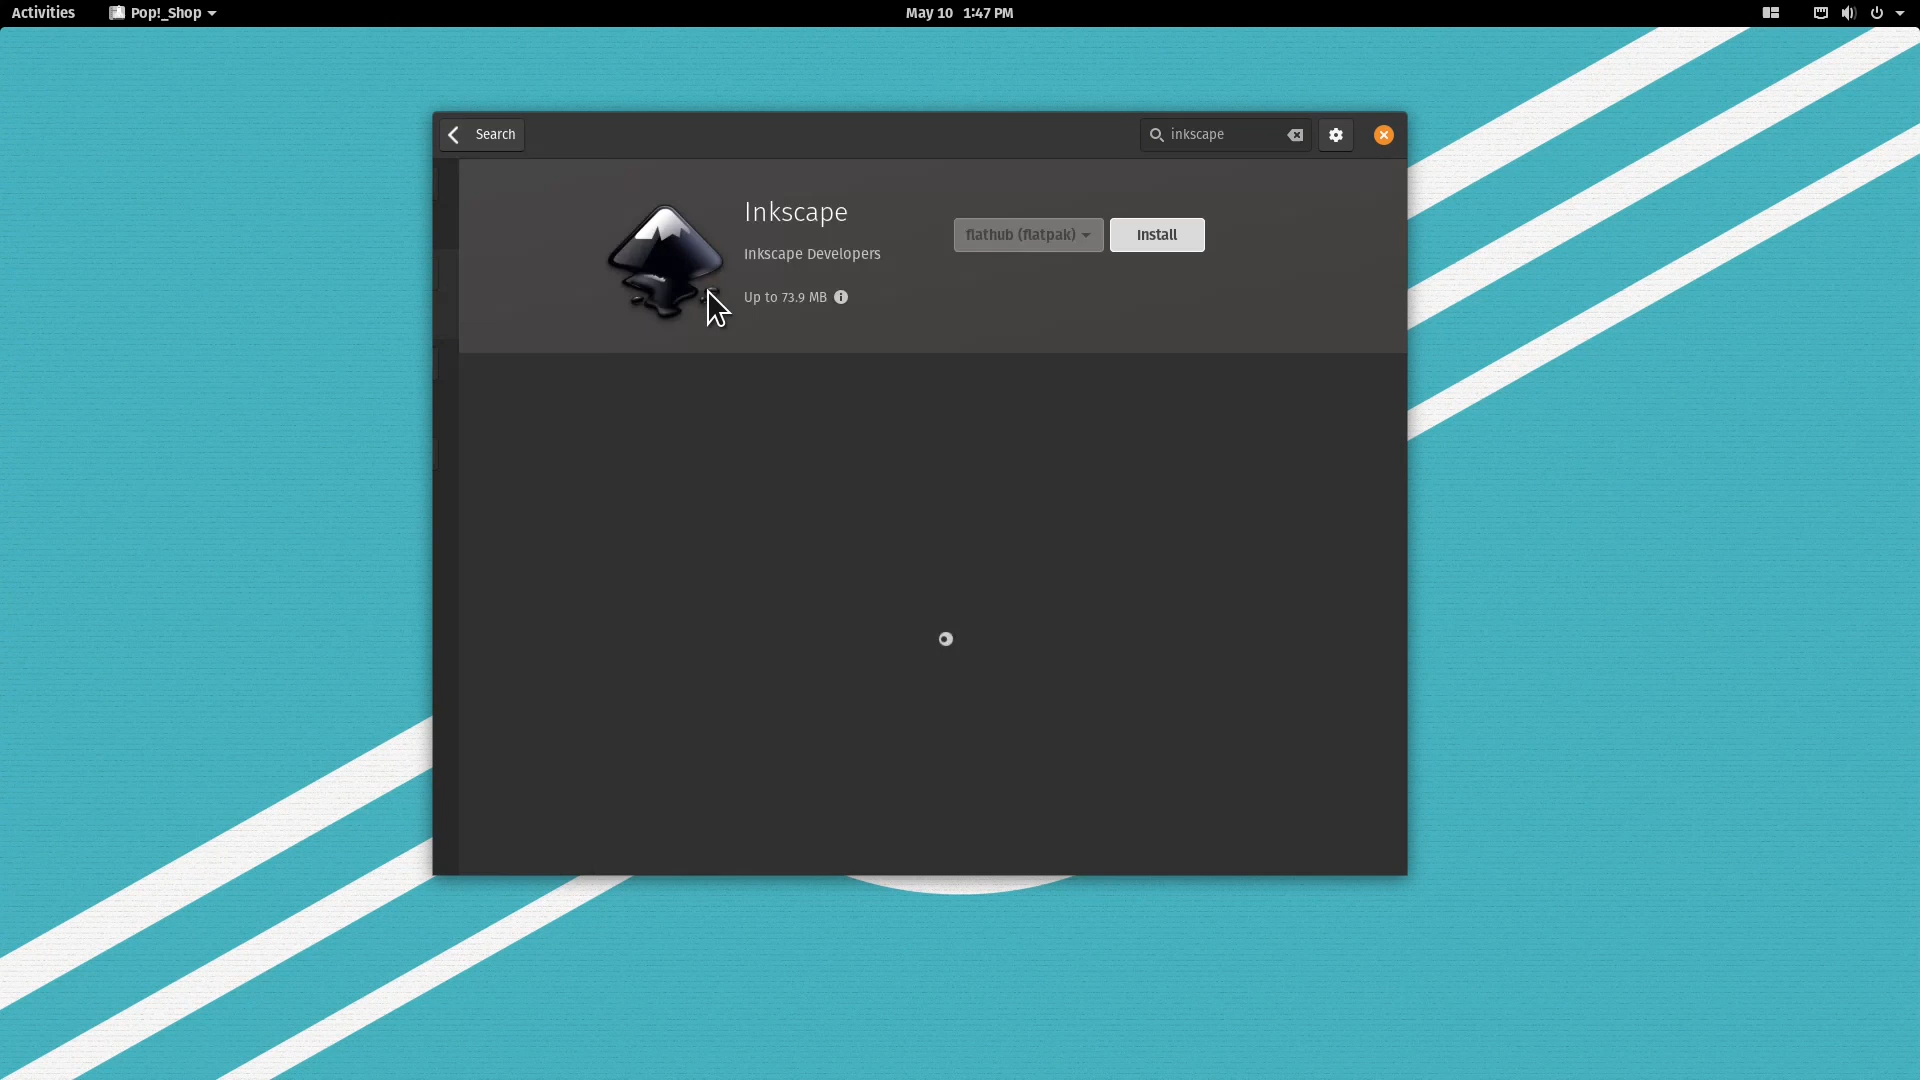 Activities
Pop!_Shop
May 10 1:47 PM
Search
inkscape
Inkscape
Inkscape Developers
flathub (flatpak)
Install
Up to 73.9 MB